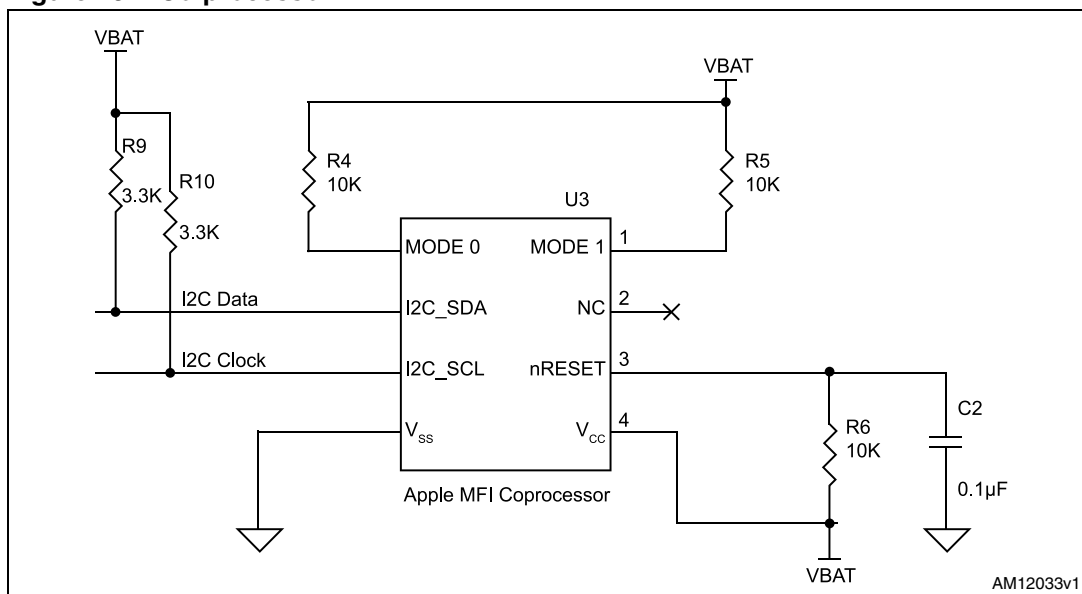 VBAT
VBAT
R9
3.3K
R10
3.3K
R4
10K
R5
10K
U3
MODE 0
MODE 1
1
I2C Data
I2C_SDA
NC
2
I2C Clock
I2C_SCL
nRESET
3
VSS
VCC
4
R6
10K
C2
0.1µF
Apple MFI Coprocessor
VBAT
AM12033v1